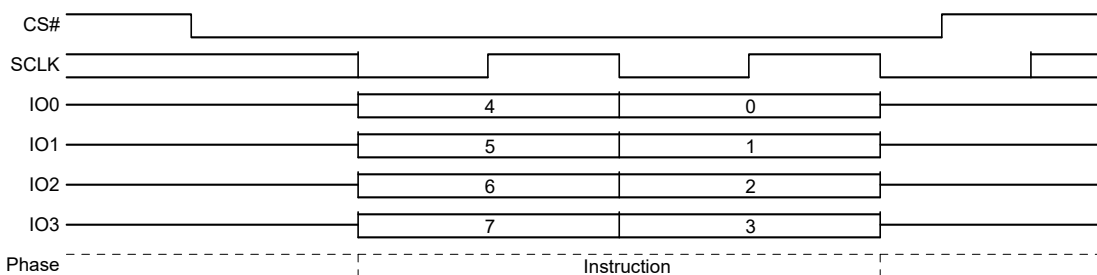 CS#
SCLK
IO0 4 0
IO1 5 1
IO2 6 2
IO3 7 3
Phase Instruction